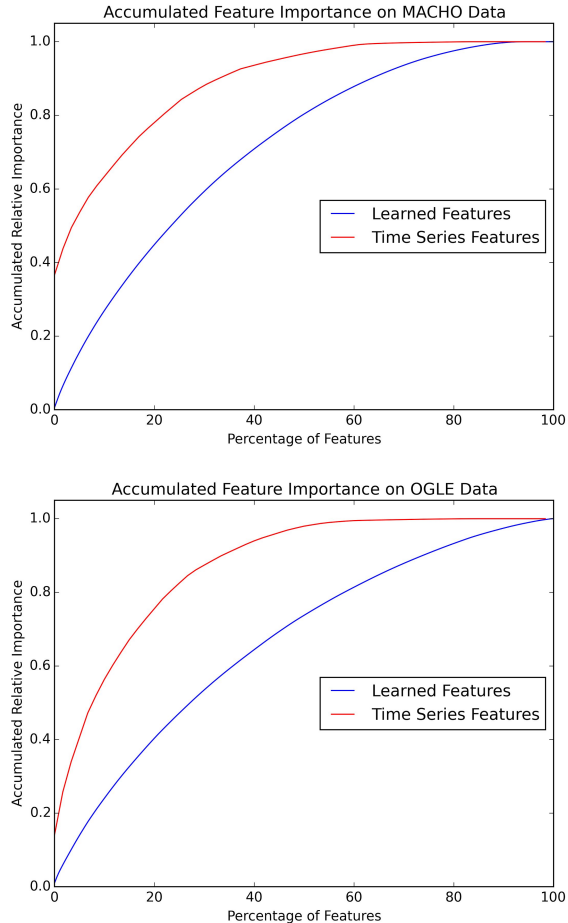 Accumulated Feature Importance on MACHO Data
1.0
0.8
0.6
0.4
0.2
0.0
Accumulated Relative Importance
Learned Features
Time Series Features
0 20 40 60 80 100
Percentage of Features
Accumulated Feature Importance on OGLE Data
1.0
0.8
0.6
0.4
0.2
0.0
Accumulated Relative Importance
Learned Features
Time Series Features
0 20 40 60 80 100
Percentage of Features